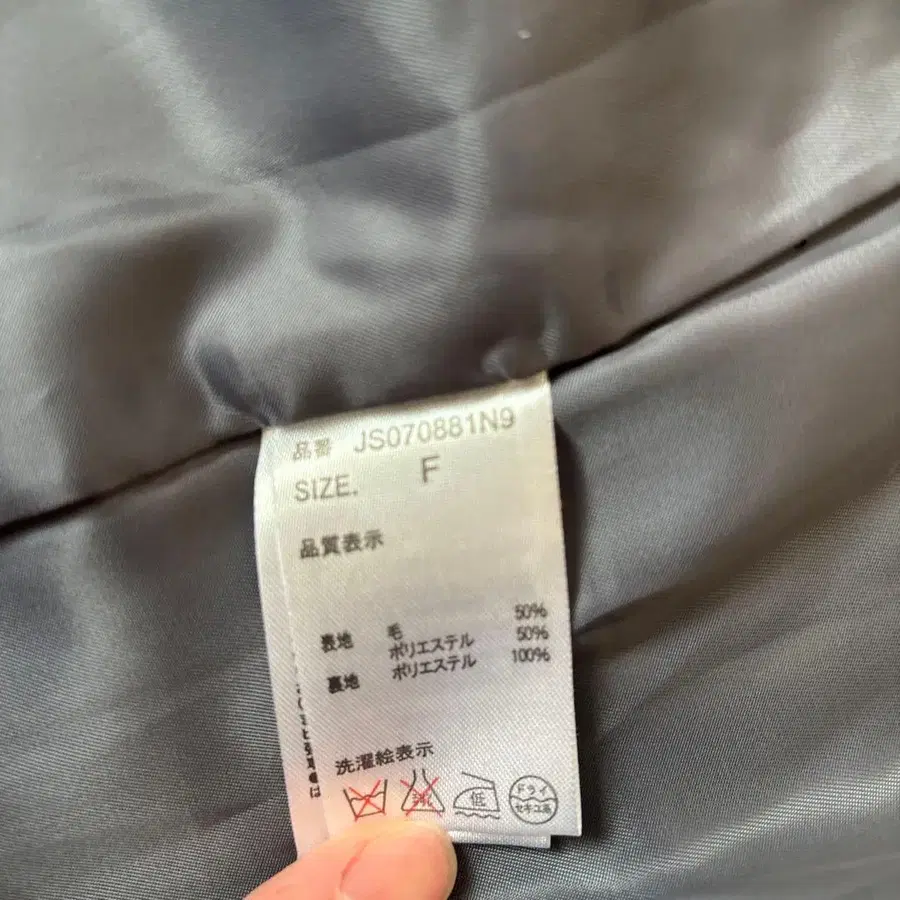 品番 JS070881N9
SIZE. F
品質表示
50%
表地 毛 50%
ポリエステル 100%
裏地 ポリエステル
洗濯絵表示
低
ドライ
セキユ系